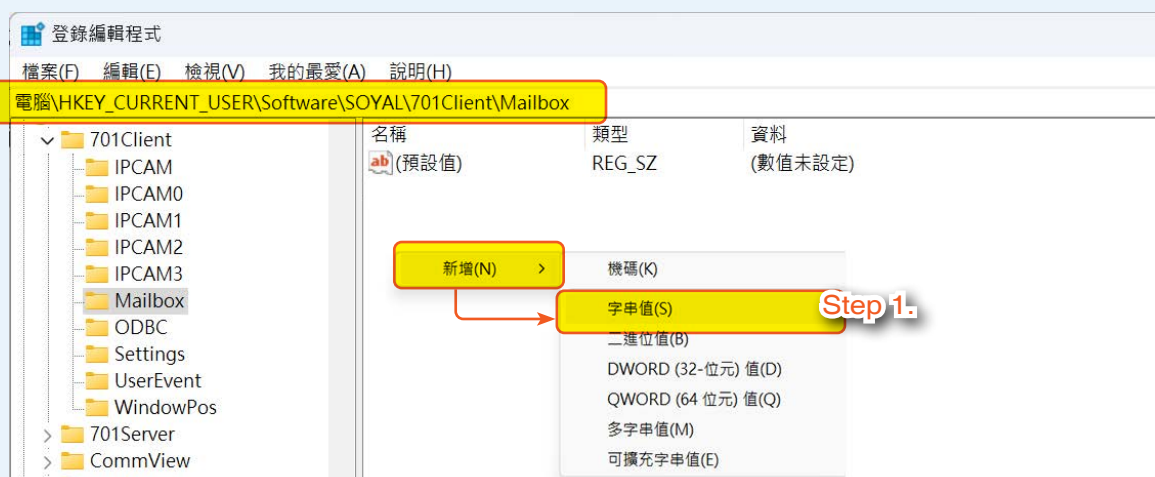 登錄編輯程式
檔案(F) 編輯(E) 檢視(V) 我的最愛(A) 說明(H)
電腦\HKEY_CURRENT_USER\Software\SOYAL\701Client\Mailbox
701Client
IPCAM
IPCAM0
IPCAM1
IPCAM2
IPCAM3
Mailbox
ODBC
Settings
UserEvent
WindowPos
701Server
CommView
名稱 類型 資料
ab (預設值) REG_SZ (數值未設定)
新增(N) >
機碼(K)
字串值(S)
Step 1.
二進位值(B)
DWORD (32-位元) 值(D)
QWORD (64 位元) 值(Q)
多字串值(M)
可擴充字串值(E)